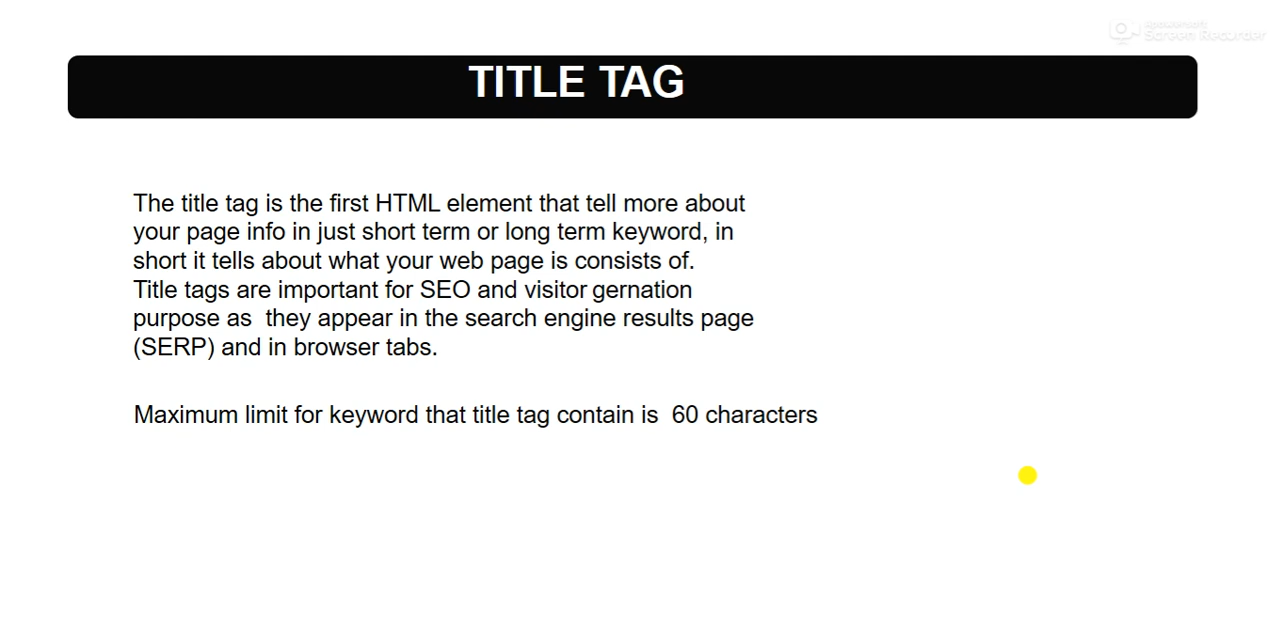 Apowersoft
Screen Recorder
TITLE TAG
The title tag is the first HTML element that tell more about
your page info in just short term or long term keyword, in
short it tells about what your web page is consists of.
Title tags are important for SEO and visitor gernation
purpose as  they appear in the search engine results page
(SERP) and in browser tabs.
Maximum limit for keyword that title tag contain is  60 characters